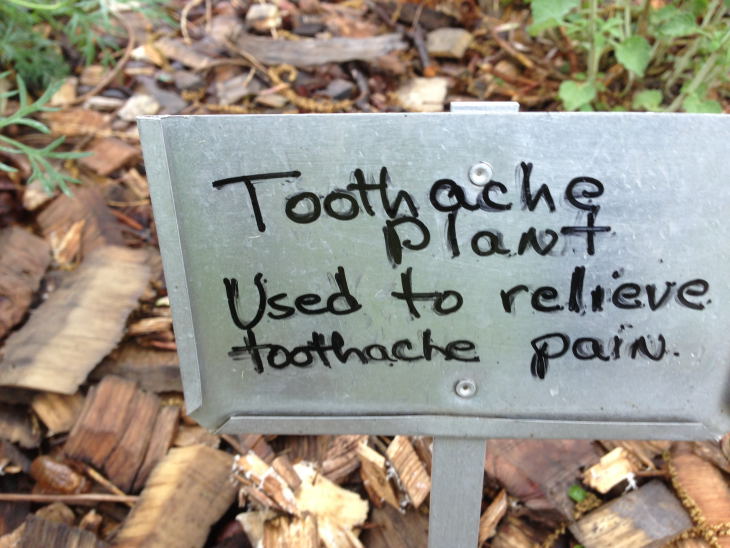 Toothache
plant
Used to relieve
toothache pain.